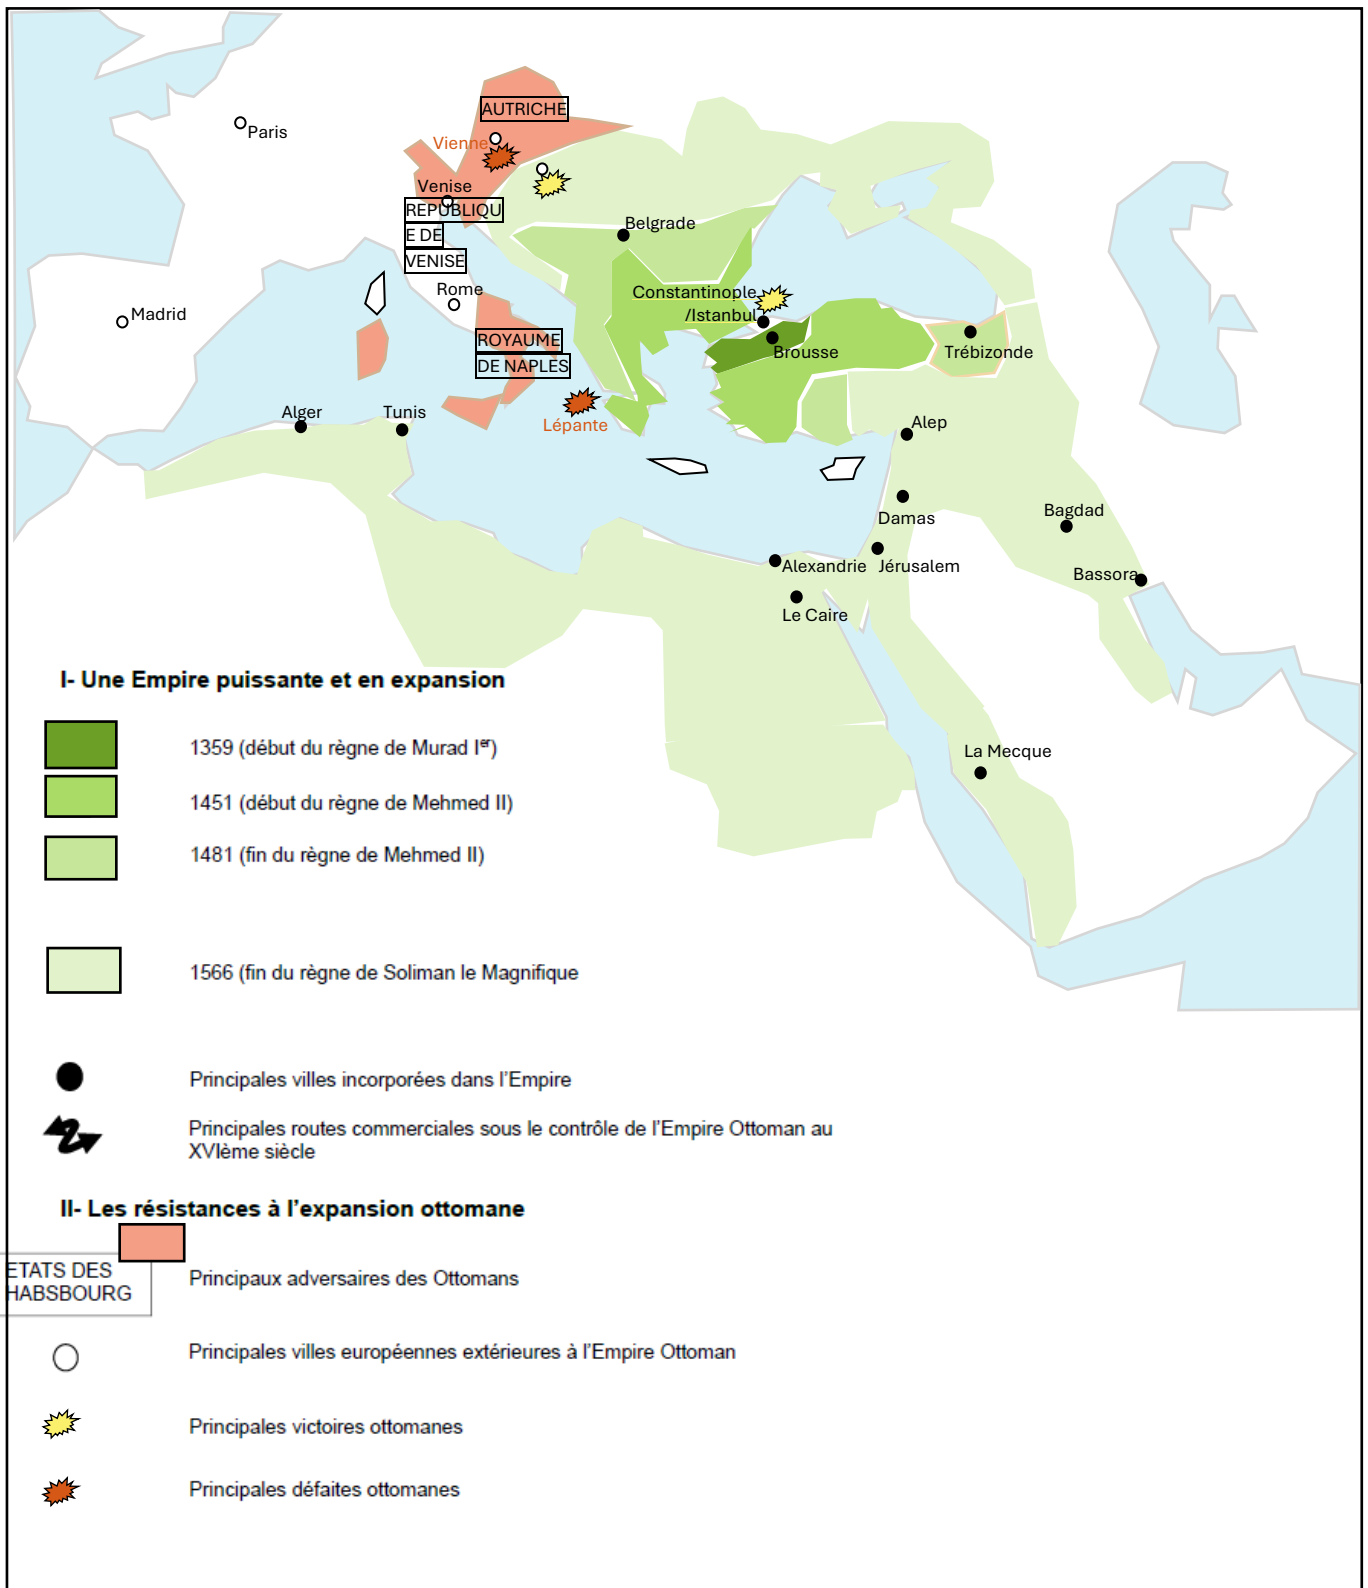 AUTRICHE
Paris
Vienne
Venise
REPUBLIQU
E DE
VENISE
Belgrade
Rome
Constantinople
/Istanbul
Madrid
ROYAUME
DE NAPLES
Brousse
Trébizonde
Alger
Tunis
Lépante
Alep
Damas
Bagdad
Alexandrie
Jérusalem
Bassora
Le Caire
I- Une Empire puissante et en expansion
1359 (début du règne de Murad Ier)
La Mecque
1451 (début du règne de Mehmed II)
1481 (fin du règne de Mehmed II)
1566 (fin du règne de Soliman le Magnifique
Principales villes incorporées dans l'Empire
Principales routes commerciales sous le contrôle de l'Empire Ottoman au
XVIème siècle
II- Les résistances à l'expansion ottomane
ETATS DES
HABSBOURG
Principaux adversaires des Ottomans
Principales villes européennes extérieures à l'Empire Ottoman
Principales victoires ottomanes
Principales défaites ottomanes